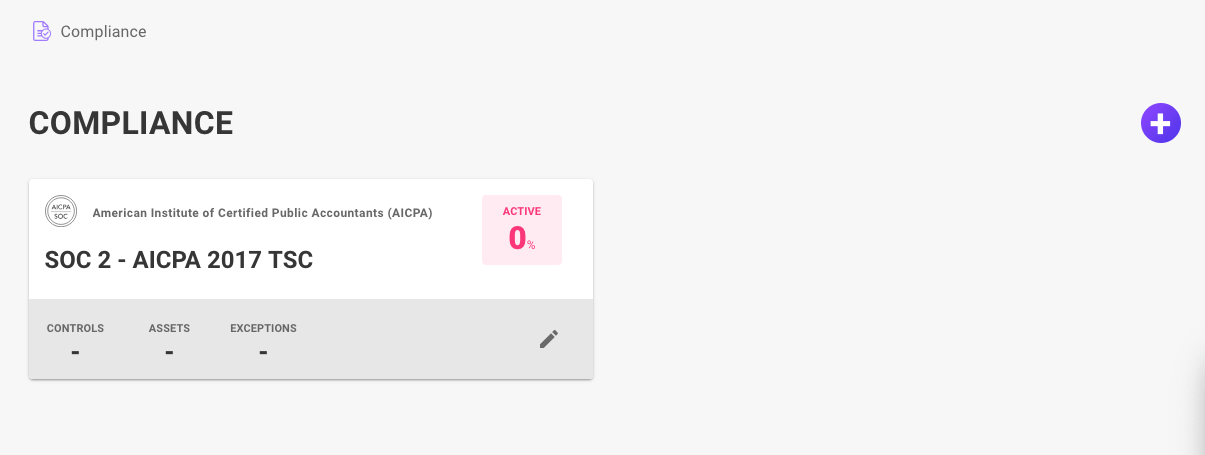 Compliance
COMPLIANCE
AICPA
SOC
American Institute of Certified Public Accountants (AICPA)
ACTIVE
0%
SOC 2 - AICPA 2017 TSC
CONTROLS ASSETS EXCEPTIONS
- - -